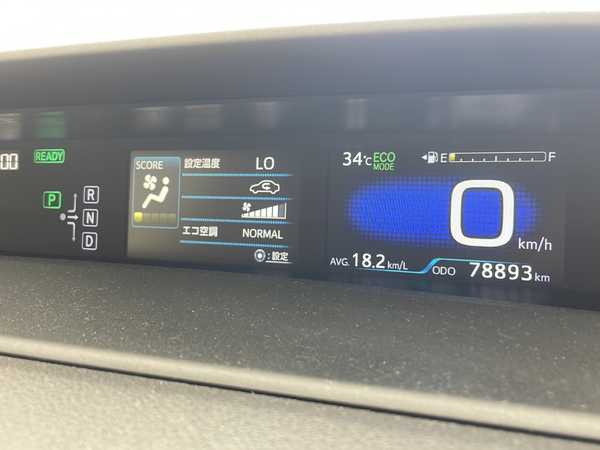 00
READY
P
R
N
D
SCORE
設定温度 LO
エコ空調 NORMAL
:設定
34℃ ECO MODE
E F
0 km/h
AVG. 18.2 km/L
ODO 78893 km